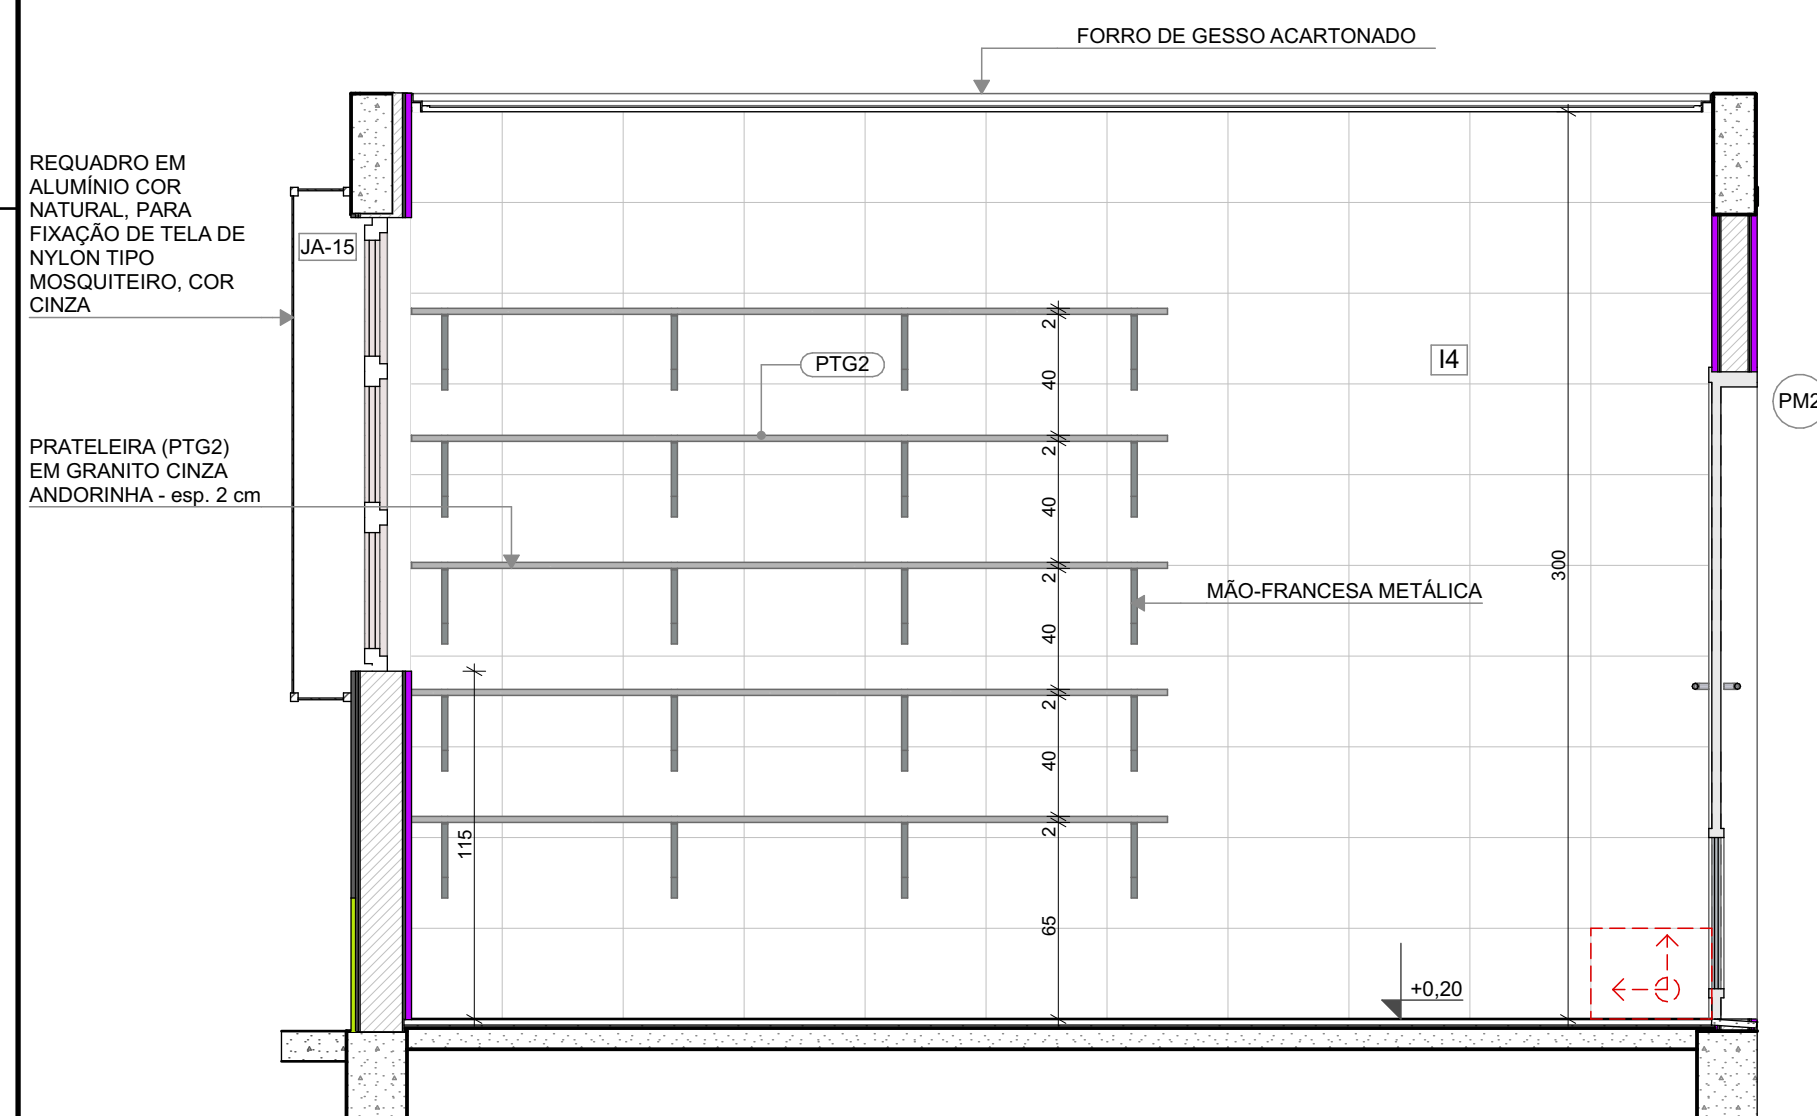 FORRO DE GESSO ACARTONADO
REQUADRO EM
ALUMÍNIO COR
NATURAL, PARA
FIXAÇÃO DE TELA DE
NYLON TIPO
MOSQUITEIRO, COR
CINZA
JA-15
2
PTG2
I4
40
PM2
2
PRATELEIRA (PTG2)
EM GRANITO CINZA
ANDORINHA - esp. 2 cm
40
300
2
MÃO-FRANCESA METÁLICA
40
2
40
2
115
65
+0,20